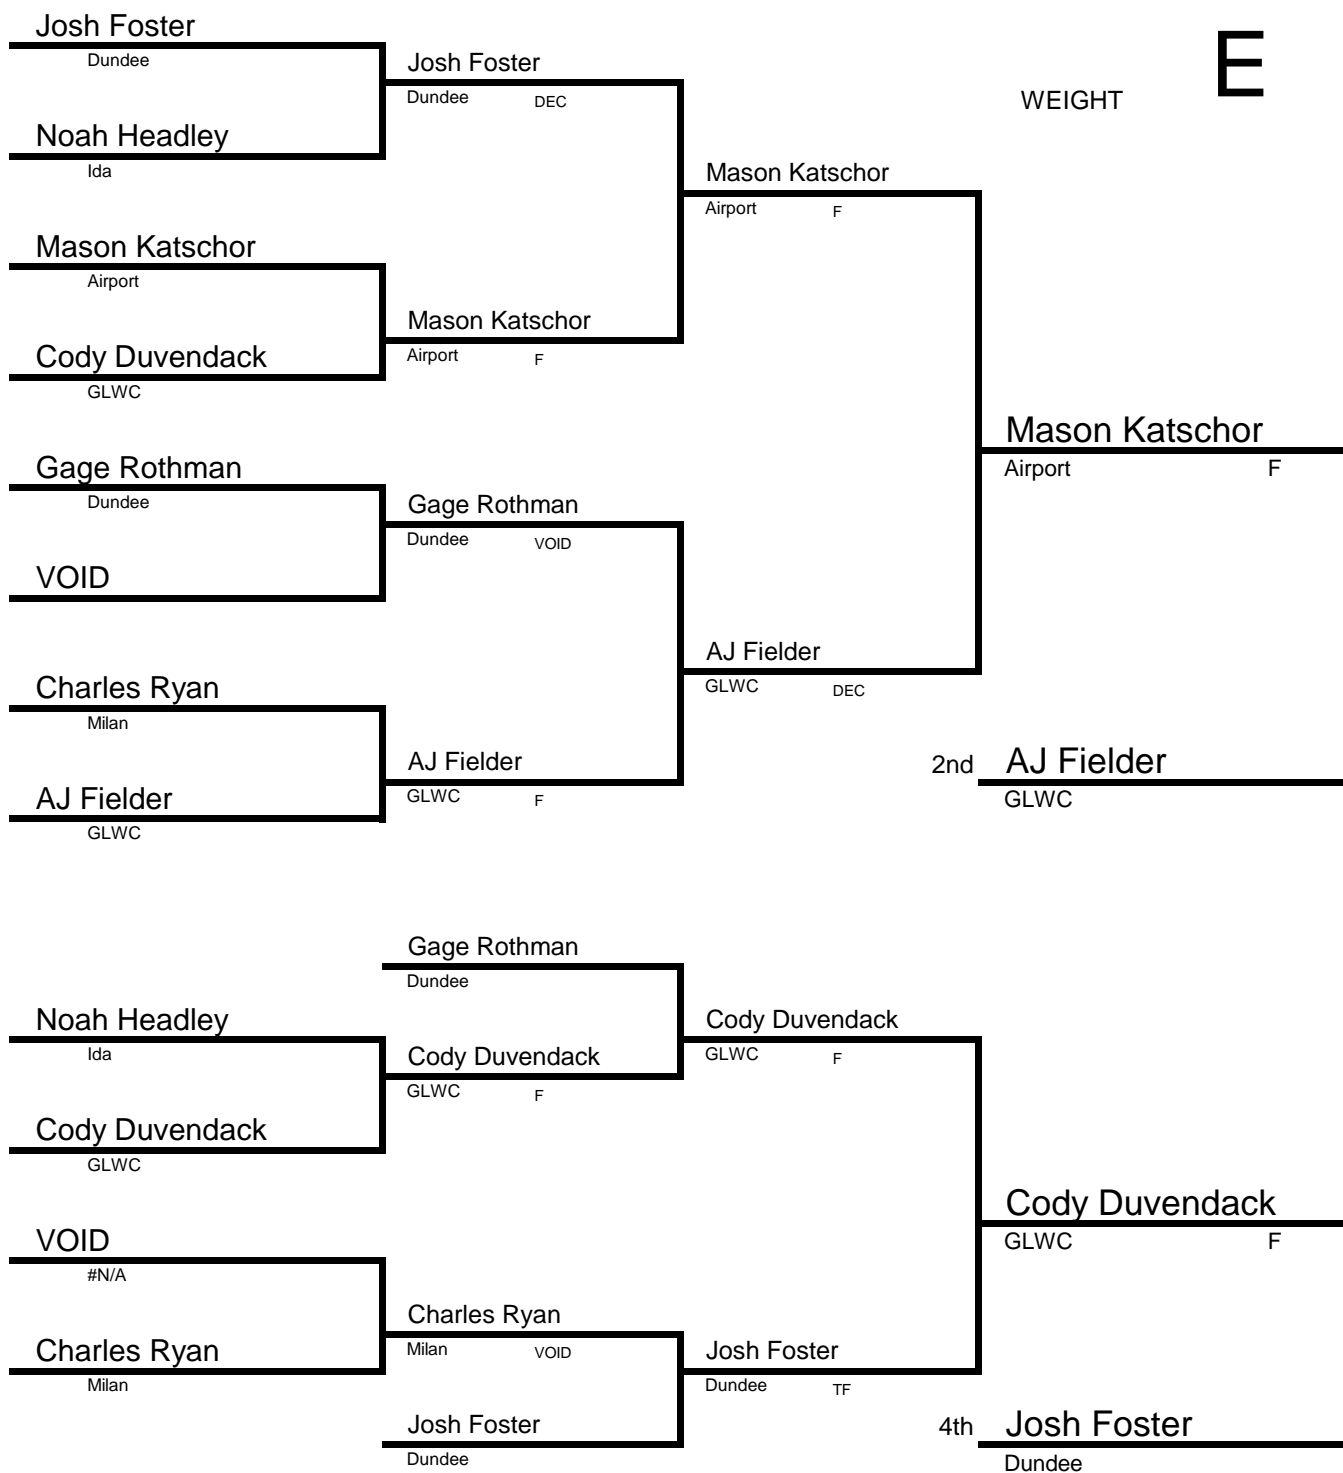 Josh Foster
Dundee
Josh Foster
Dundee DEC
WEIGHT E
Noah Headley
Ida
Mason Katschor
Airport F
Mason Katschor
Airport
Mason Katschor
Airport F
Cody Duvendack
GLWC
Mason Katschor
Airport F
Gage Rothman
Dundee
Gage Rothman
Dundee VOID
VOID
AJ Fielder
GLWC DEC
Charles Ryan
Milan
AJ Fielder
GLWC F
2nd AJ Fielder
GLWC
AJ Fielder
GLWC
Gage Rothman
Dundee
Noah Headley
Ida
Cody Duvendack
GLWC F
Cody Duvendack
GLWC F
Cody Duvendack
GLWC
Cody Duvendack
GLWC F
VOID
#N/A
Charles Ryan
Milan VOID
Charles Ryan
Milan
Josh Foster
Dundee TF
Josh Foster
Dundee
4th Josh Foster
Dundee